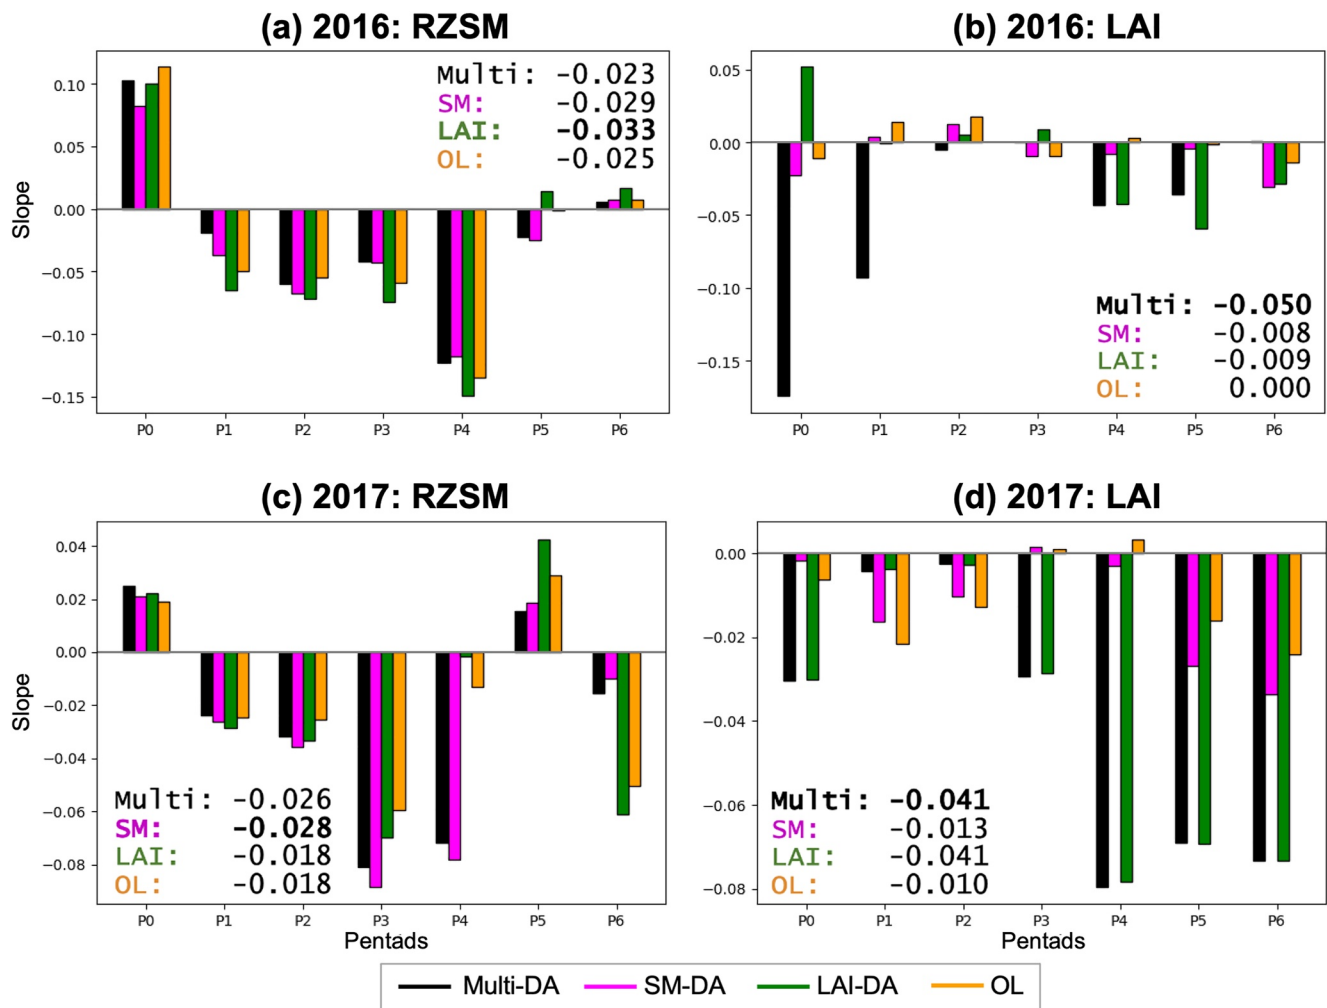 (a) 2016: RZSM
Slope
0.10
0.05
0.00
−0.05
−0.10
−0.15
Multi: -0.023
SM: -0.029
LAI: -0.033
OL: -0.025
P0 P1 P2 P3 P4 P5 P6
(b) 2016: LAI
0.05
0.00
−0.05
−0.10
−0.15
Multi: -0.050
SM: -0.008
LAI: -0.009
OL: 0.000
P0 P1 P2 P3 P4 P5 P6
(c) 2017: RZSM
Slope
0.04
0.02
0.00
−0.02
−0.04
−0.06
−0.08
Multi: -0.026
SM: -0.028
LAI: -0.018
OL: -0.018
P0 P1 P2 P3 P4 P5 P6
Pentads
(d) 2017: LAI
0.00
−0.02
−0.04
−0.06
−0.08
Multi: -0.041
SM: -0.013
LAI: -0.041
OL: -0.010
P0 P1 P2 P3 P4 P5 P6
Pentads
Multi-DA SM-DA LAI-DA OL